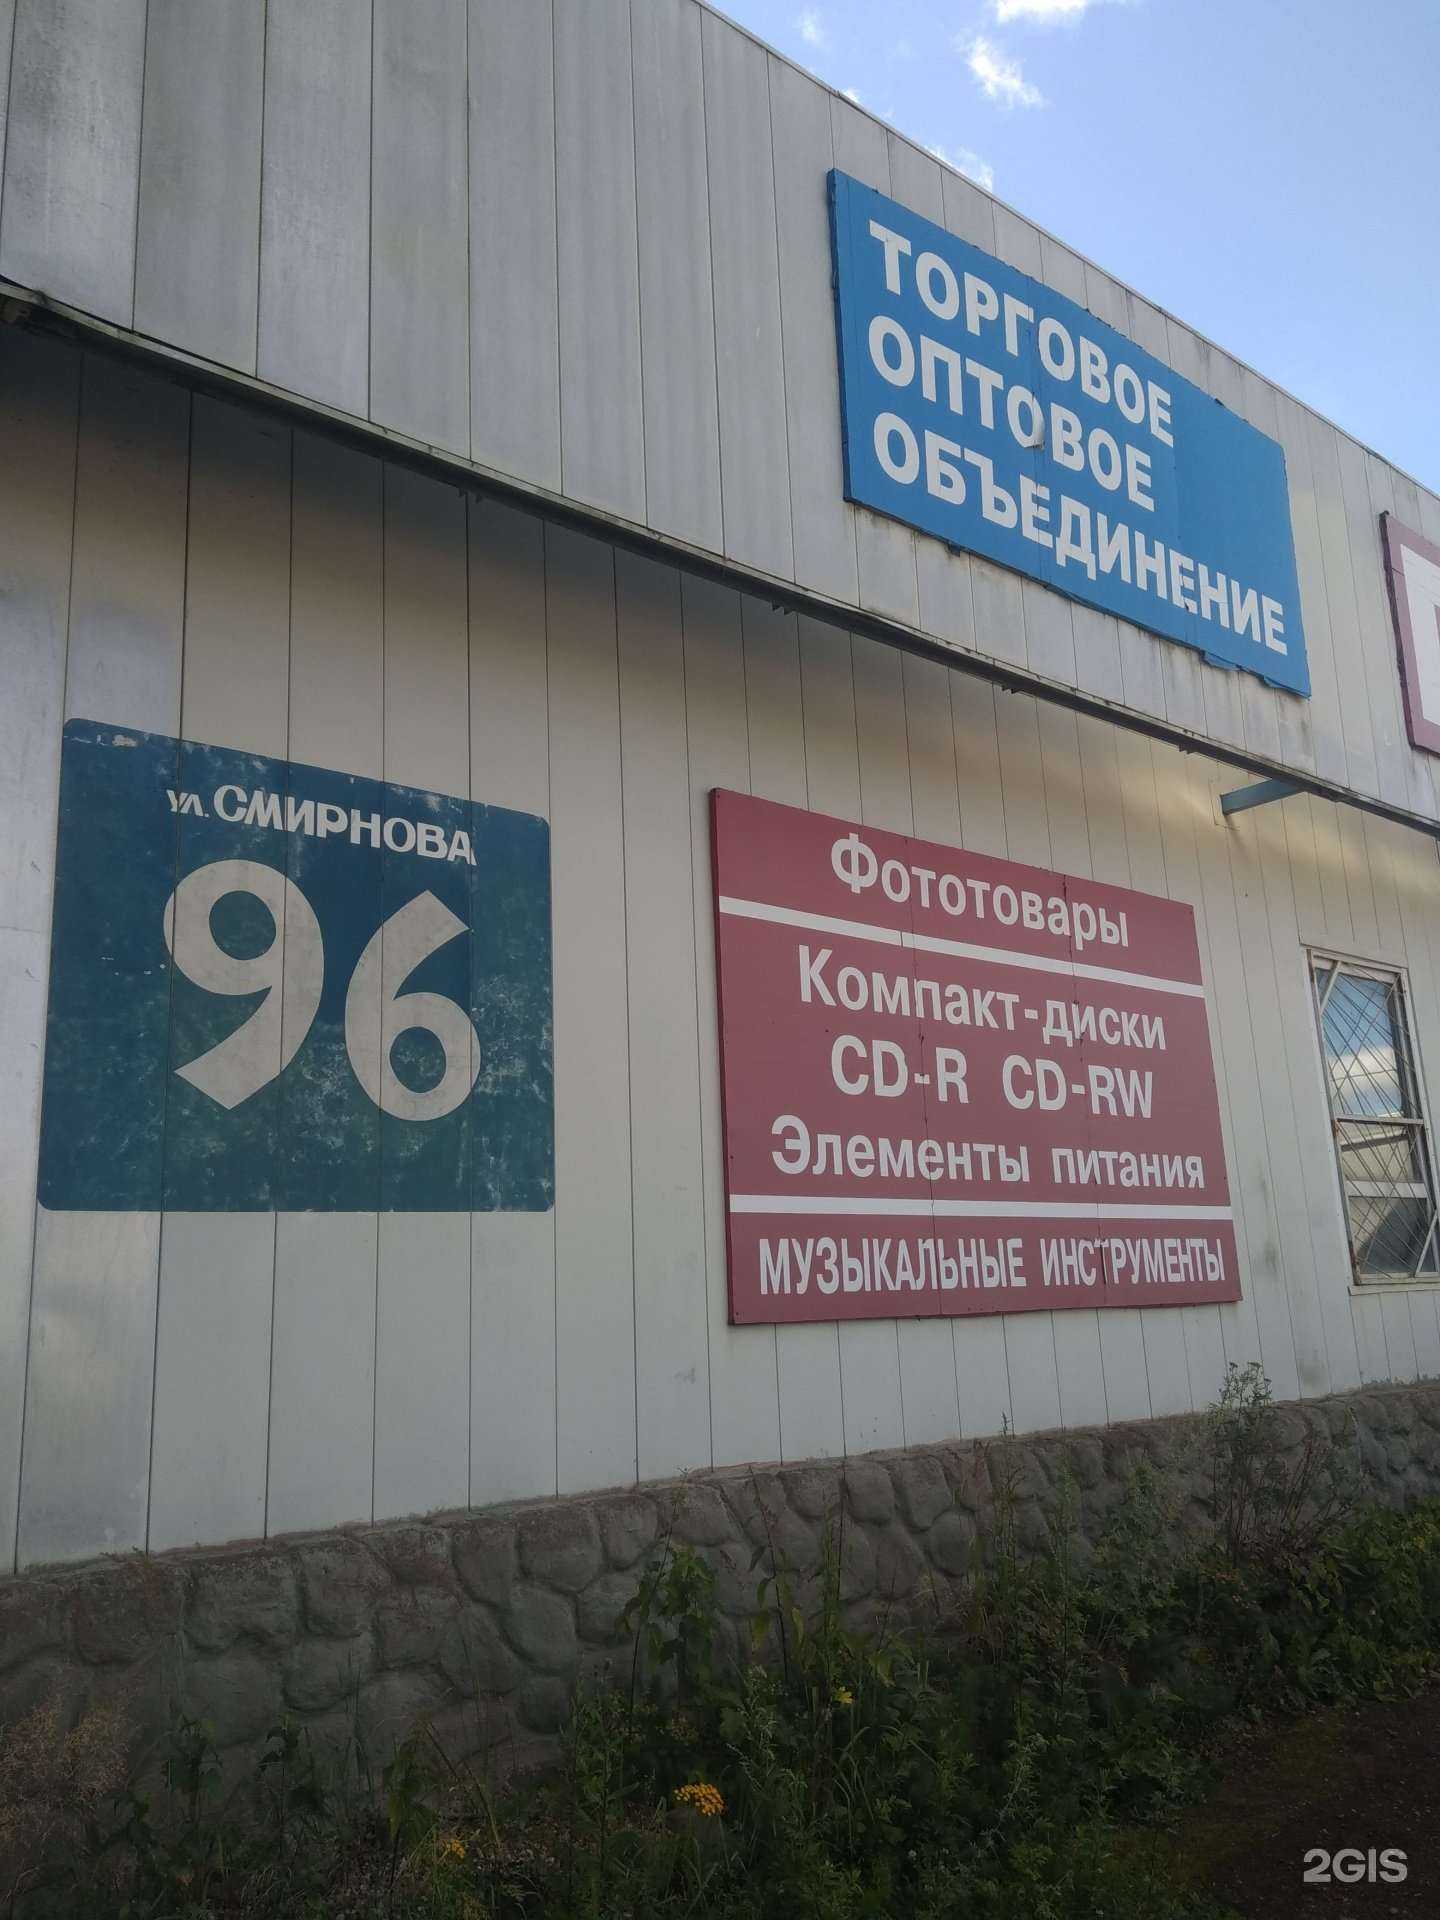 ТОРГОВОЕ
ОПТОВОЕ
ОБЪЕДИНЕНИЕ
ул. СМИРНОВА
96
Фототовары
Компакт-диски
CD-R CD-RW
Элементы питания
МУЗЫКАЛЬНЫЕ ИНСТРУМЕНТЫ
2GIS